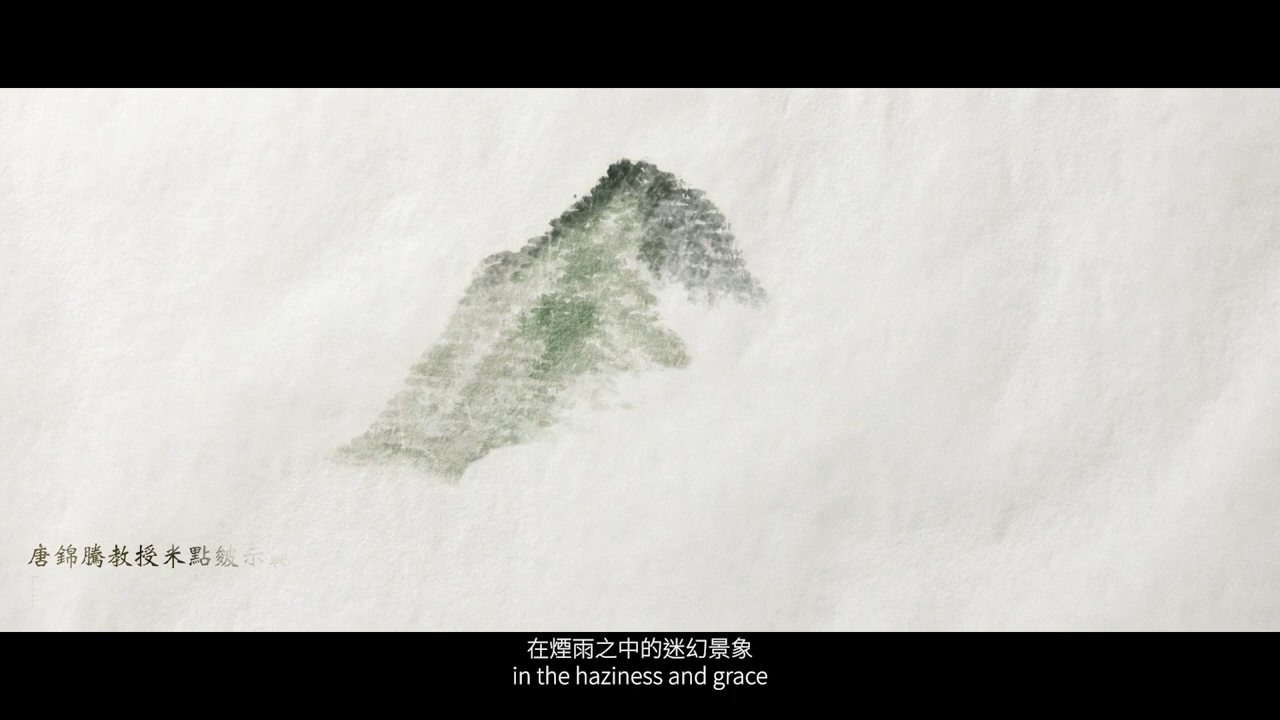 唐錦騰教授米點皴示範
在煙雨之中的迷幻景象
in the haziness and grace